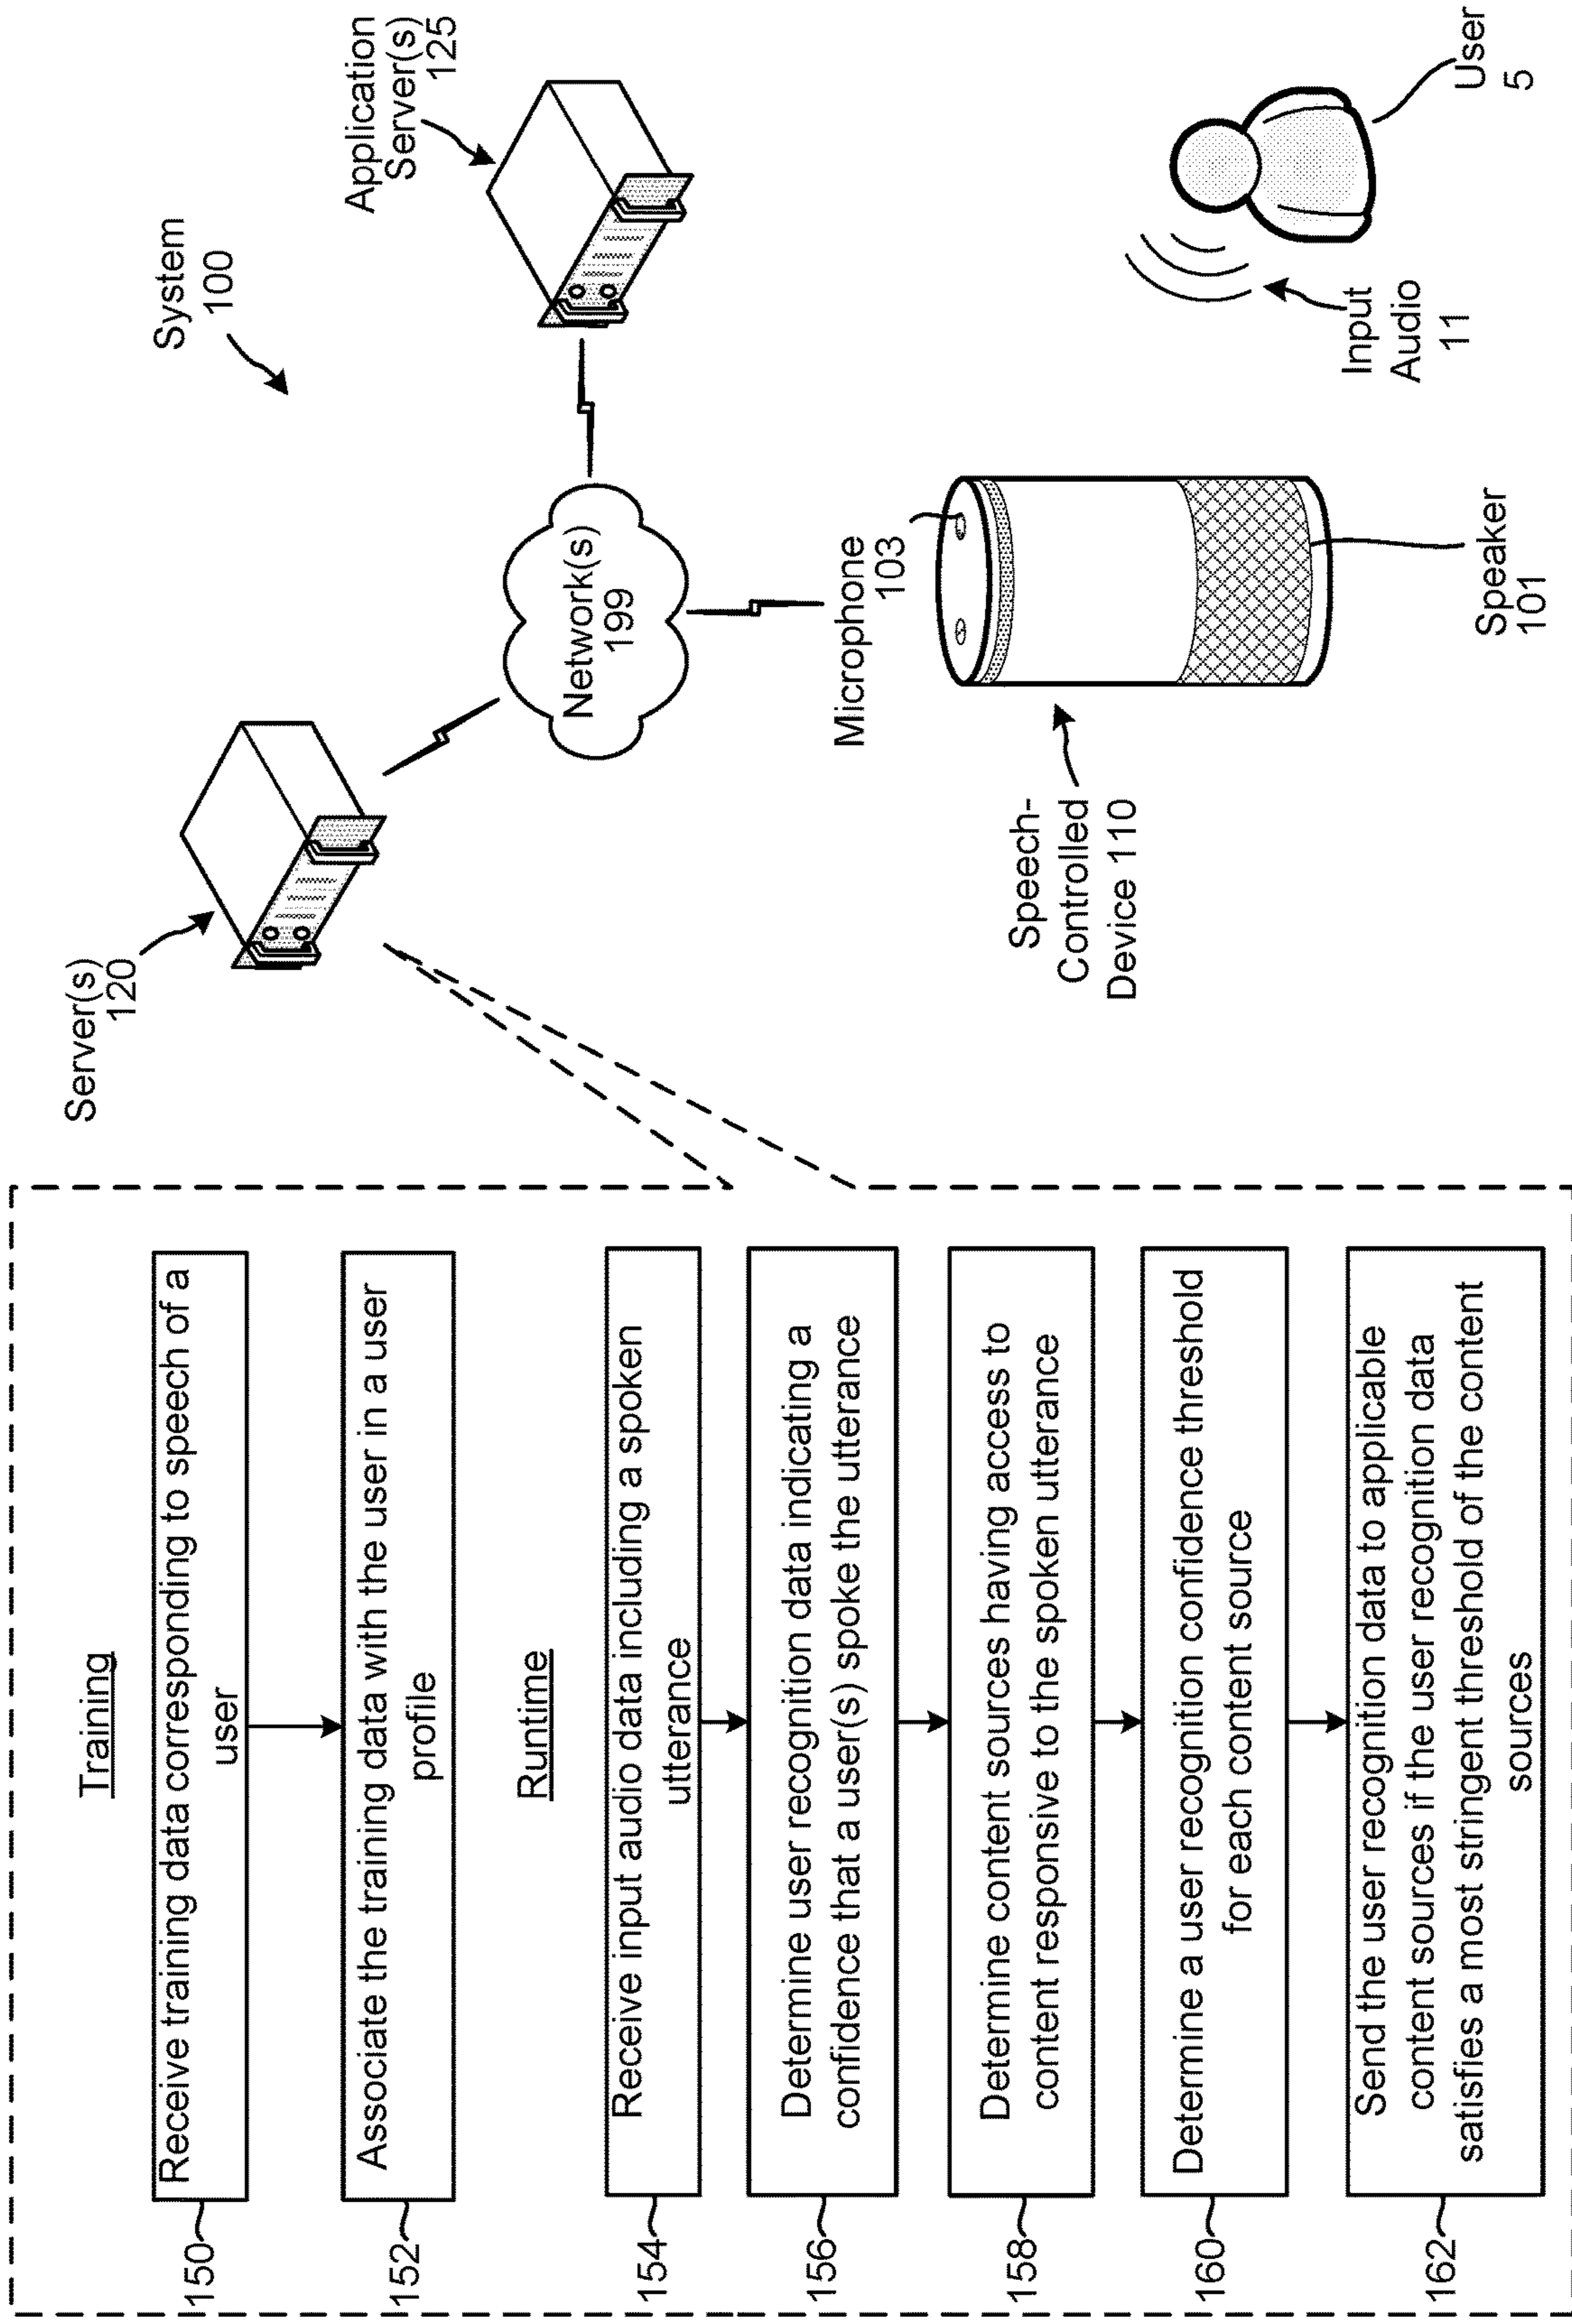 System
100
Server(s)
120
Application
Server(s)
125
Network(s)
199
Microphone
103
Speech-
Controlled
Device 110
Speaker
101
Input
Audio
11
User
5
Training
150
Receive training data corresponding to speech of a
user
152
Associate the training data with the user in a user
profile
Runtime
154
Receive input audio data including a spoken
utterance
156
Determine user recognition data indicating a
confidence that a user(s) spoke the utterance
158
Determine content sources having access to
content responsive to the spoken utterance
160
Determine a user recognition confidence threshold
for each content source
162
Send the user recognition data to applicable
content sources if the user recognition data
satisfies a most stringent threshold of the content
sources